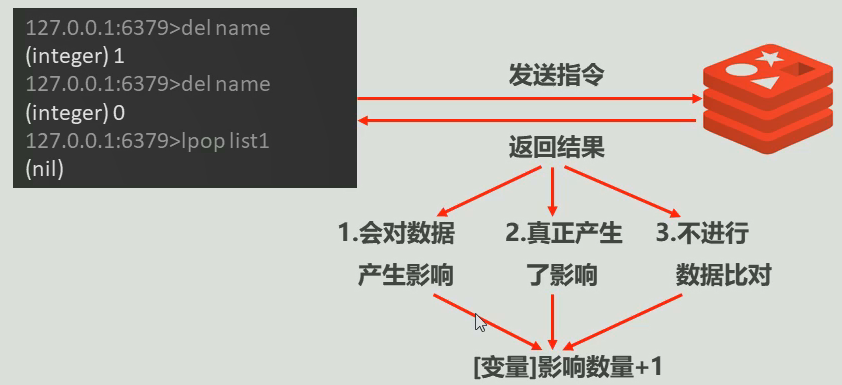 127.0.0.1:6379>del name
(integer) 1
127.0.0.1:6379>del name
(integer) 0
127.0.0.1:6379>lpop list1
(nil)
发送指令
返回结果
1.会对数据
产生影响
2.真正产生
了影响
3.不进行
数据比对
[变量]影响数量+1